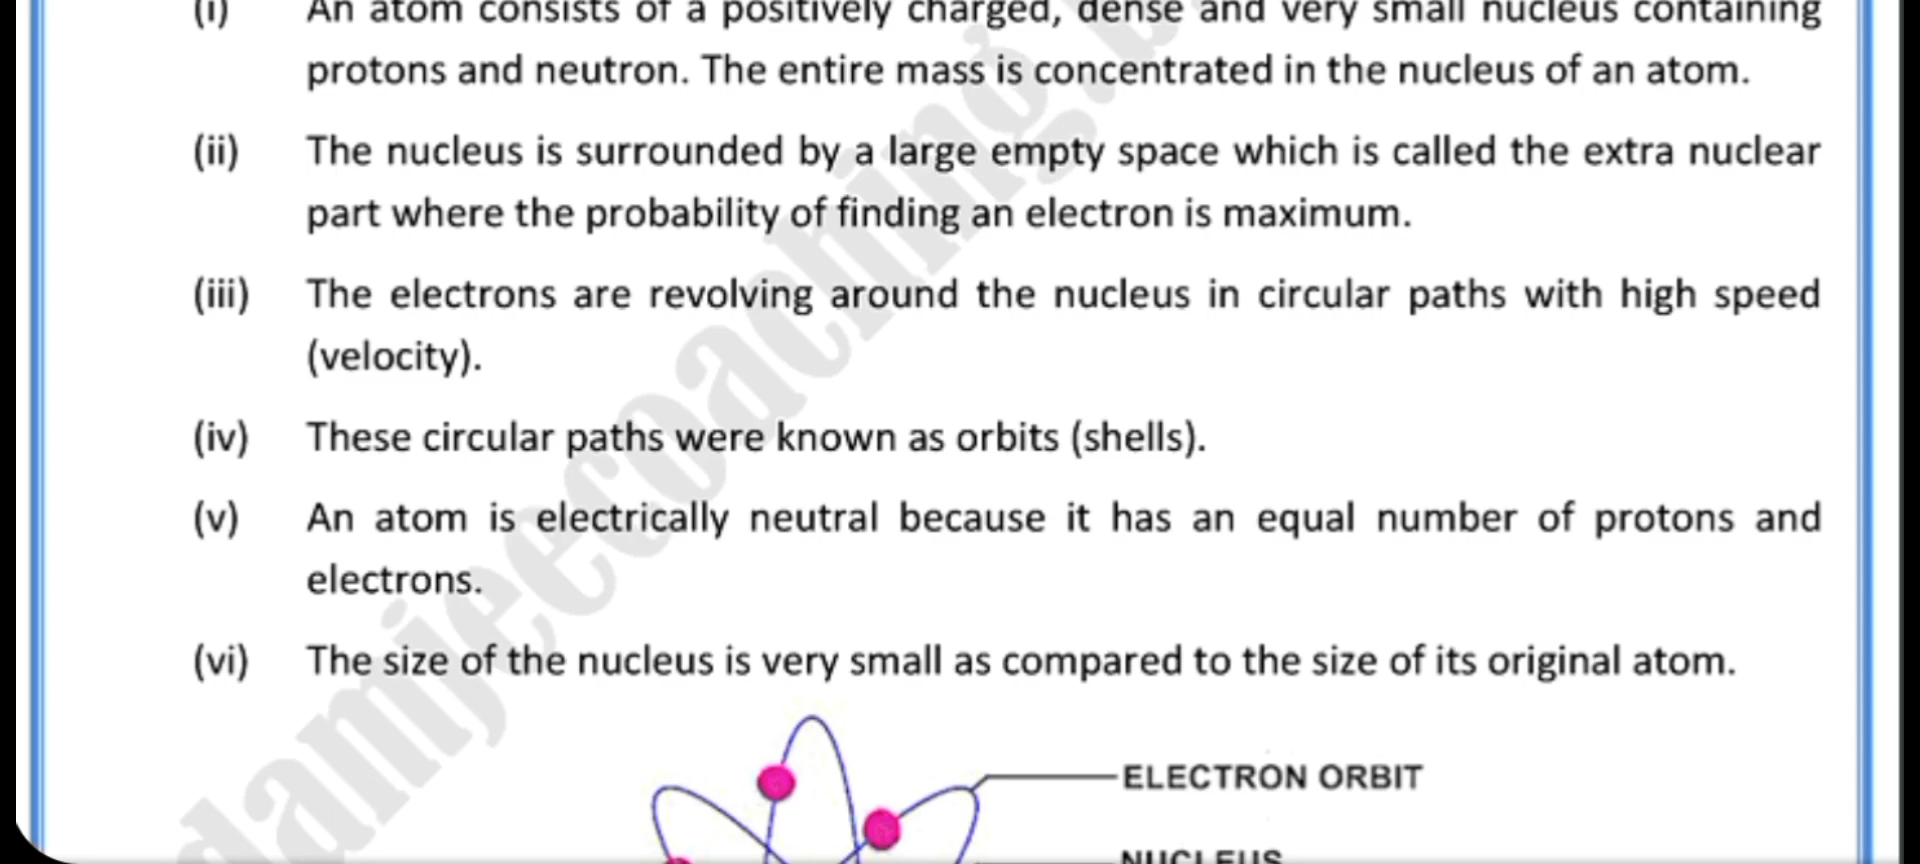 (i) An atom consists of a positively charged, dense and very small nucleus containing
protons and neutron. The entire mass is concentrated in the nucleus of an atom.
(ii) The nucleus is surrounded by a large empty space which is called the extra nuclear
part where the probability of finding an electron is maximum.
(iii) The electrons are revolving around the nucleus in circular paths with high speed
(velocity).
(iv) These circular paths were known as orbits (shells).
(v) An atom is electrically neutral because it has an equal number of protons and
electrons.
(vi) The size of the nucleus is very small as compared to the size of its original atom.
ELECTRON ORBIT
NUCLEUS